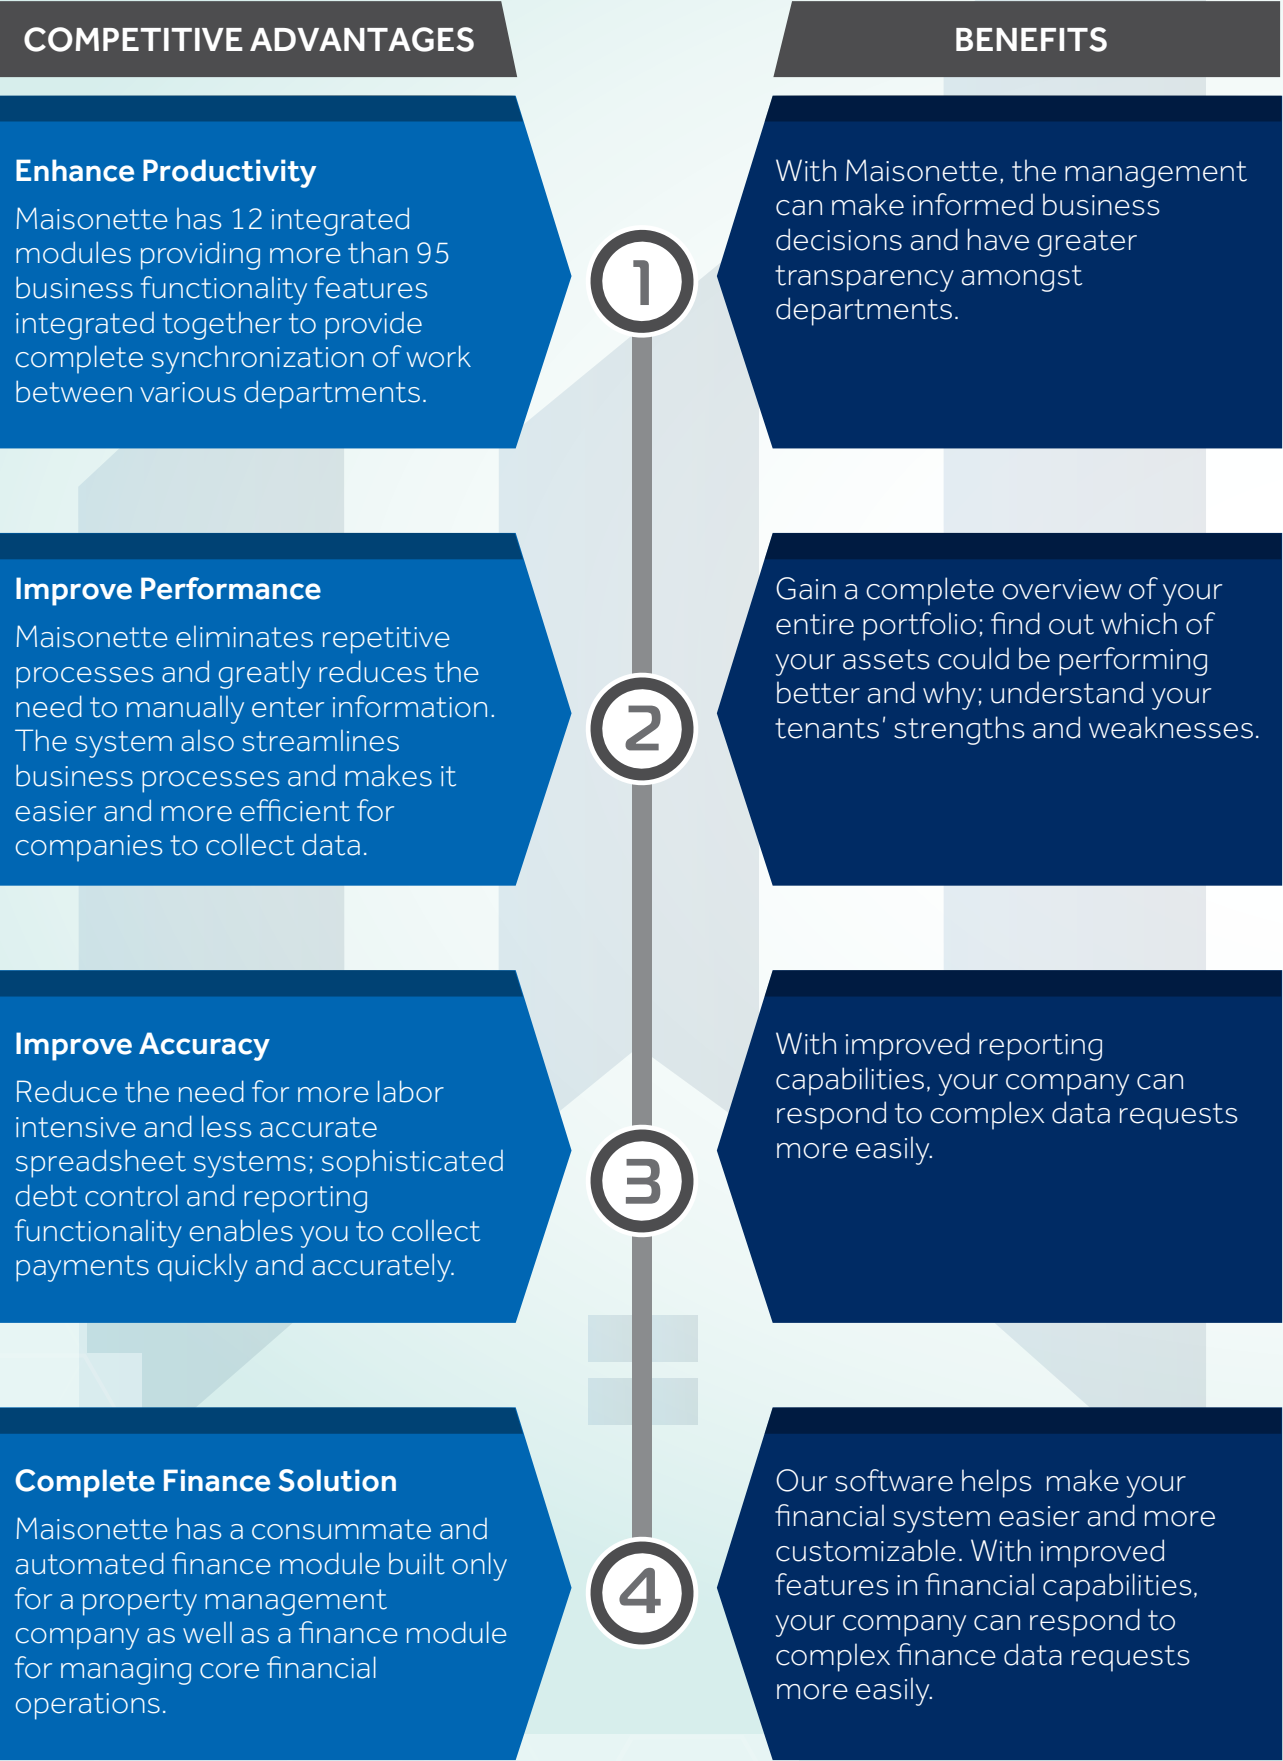 COMPETITIVE ADVANTAGES
BENEFITS
Enhance Productivity
Maisonette has 12 integrated
modules providing more than 95
business functionality features
integrated together to provide
complete synchronization of work
between various departments.
1
With Maisonette, the management
can make informed business
decisions and have greater
transparency amongst
departments.
Improve Performance
Maisonette eliminates repetitive
processes and greatly reduces the
need to manually enter information.
The system also streamlines
business processes and makes it
easier and more efficient for
companies to collect data.
2
Gain a complete overview of your
entire portfolio; find out which of
your assets could be performing
better and why; understand your
tenants' strengths and weaknesses.
Improve Accuracy
Reduce the need for more labor
intensive and less accurate
spreadsheet systems; sophisticated
debt control and reporting
functionality enables you to collect
payments quickly and accurately.
3
With improved reporting
capabilities, your company can
respond to complex data requests
more easily.
Complete Finance Solution
Maisonette has a consummate and
automated finance module built only
for a property management
company as well as a finance module
for managing core financial
operations.
4
Our software helps make your
financial system easier and more
customizable. With improved
features in financial capabilities,
your company can respond to
complex finance data requests
more easily.